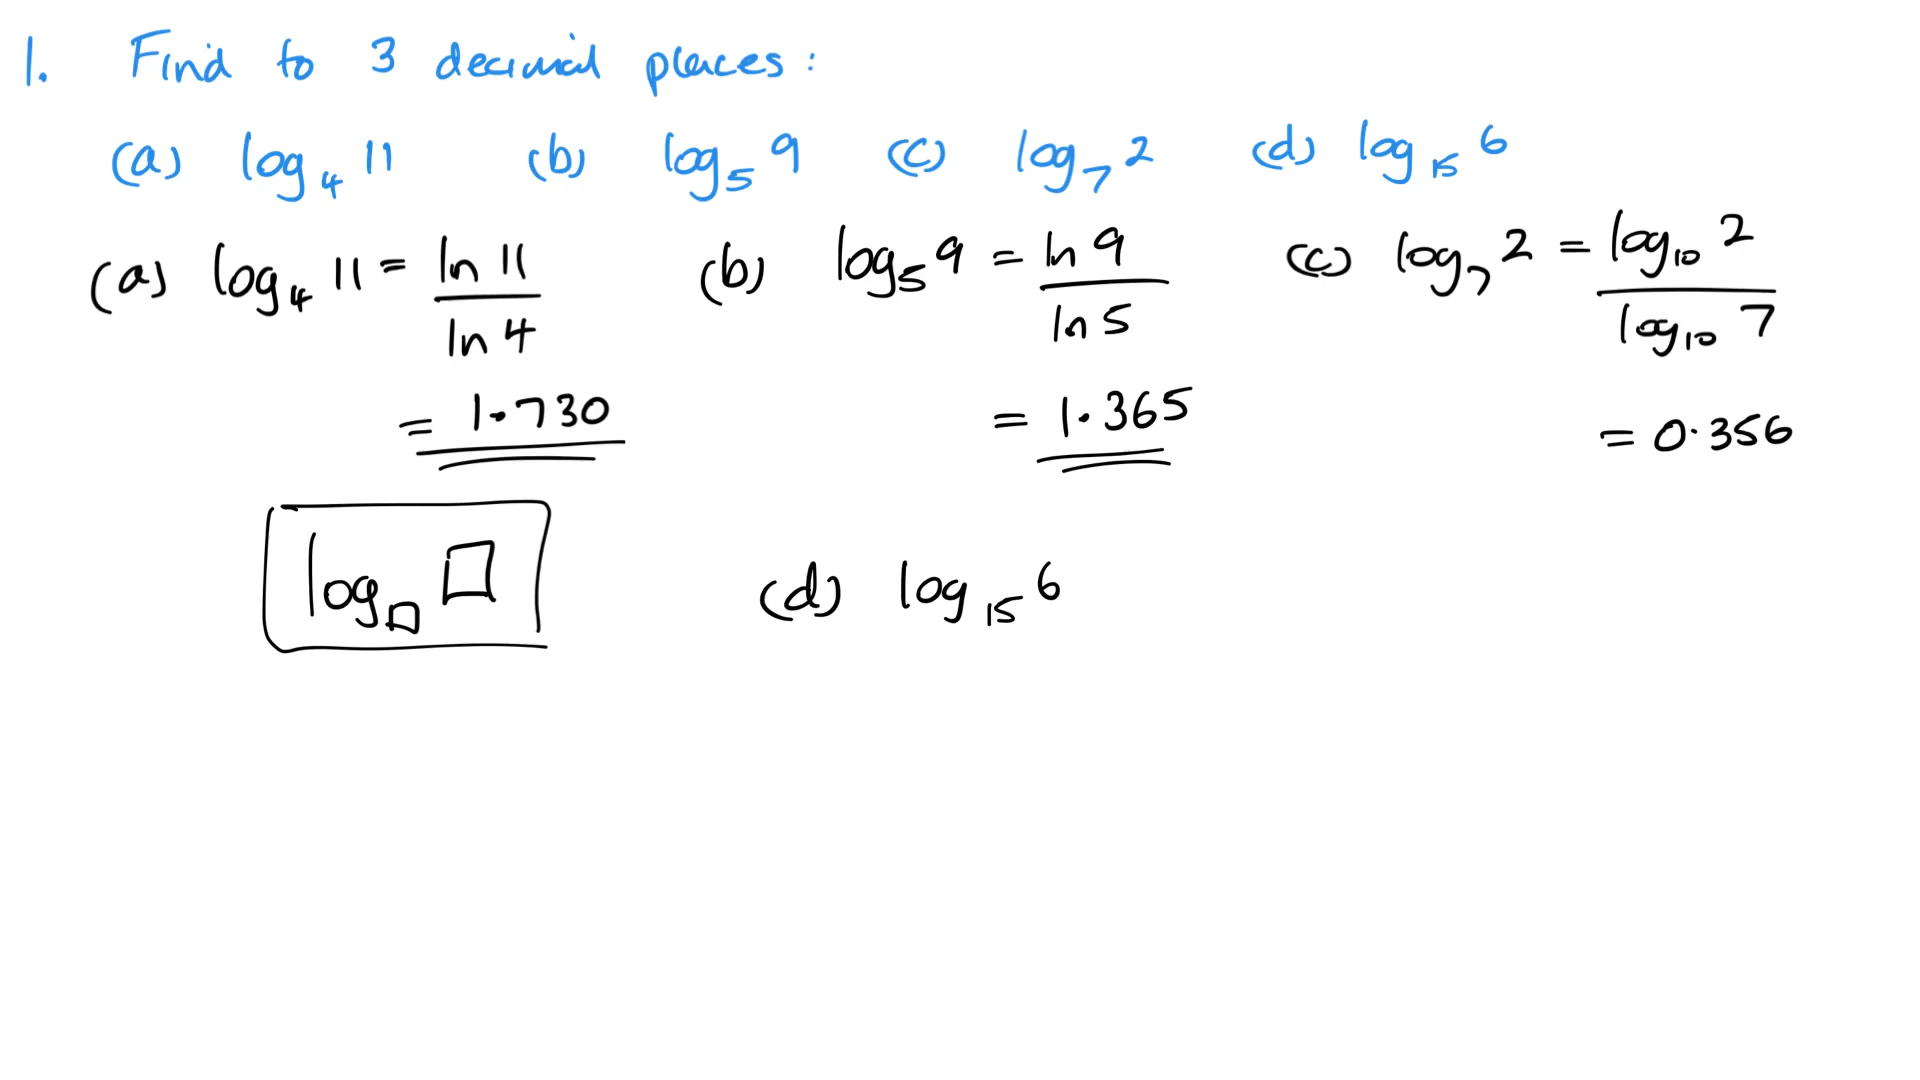 1. Find to 3 decimal places:
(a) log₄ 11 (b) log₅ 9 (c) log₇ 2 (d) log₁₅ 6
(a) log₄ 11 = ln 11 / ln 4
= 1.730
(b) log₅ 9 = ln 9 / ln 5
= 1.365
(c) log₇ 2 = log₁₀ 2 / log₁₀ 7
= 0.356
log□ □
(d) log₁₅ 6